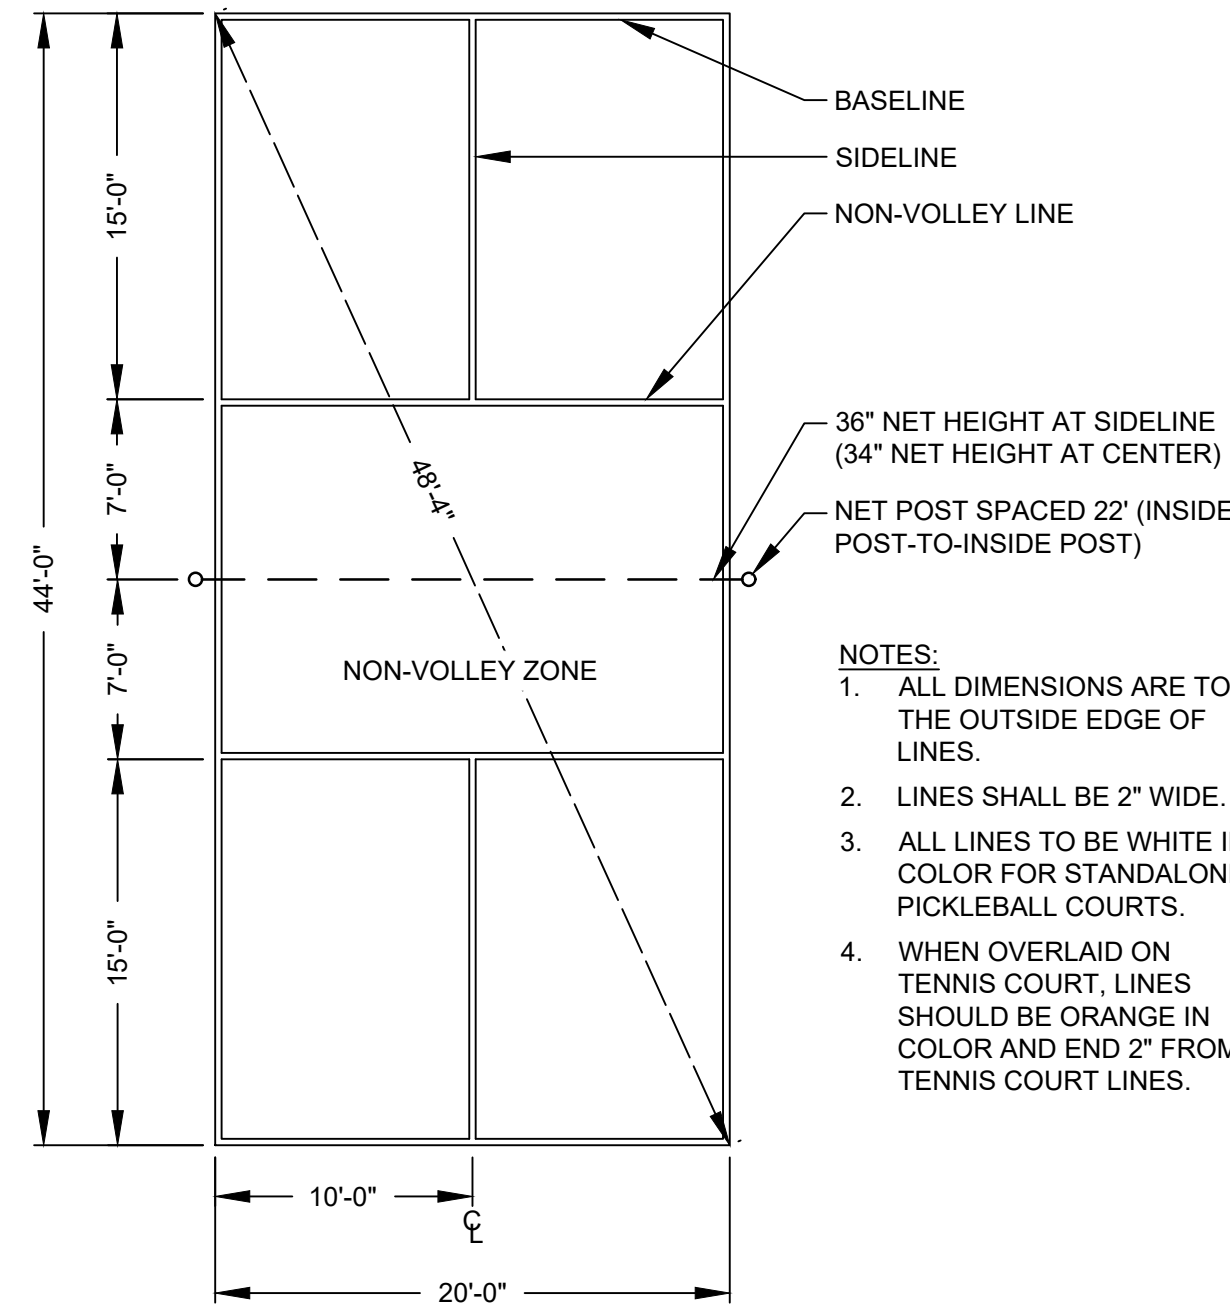 BASELINE
SIDELINE
NON-VOLLEY LINE
15'-0"
36" NET HEIGHT AT SIDELINE
(34" NET HEIGHT AT CENTER)
7'-0"
48'-4"
NET POST SPACED 22' (INSIDE
POST-TO-INSIDE POST)
44'-0"
7'-0"
NON-VOLLEY ZONE
NOTES:
1. ALL DIMENSIONS ARE TO
THE OUTSIDE EDGE OF
LINES.
2. LINES SHALL BE 2" WIDE.
3. ALL LINES TO BE WHITE I
COLOR FOR STANDALON
PICKLEBALL COURTS.
15'-0"
4. WHEN OVERLAID ON
TENNIS COURT, LINES
SHOULD BE ORANGE IN
COLOR AND END 2" FROM
TENNIS COURT LINES.
10'-0"
CL
20'-0"